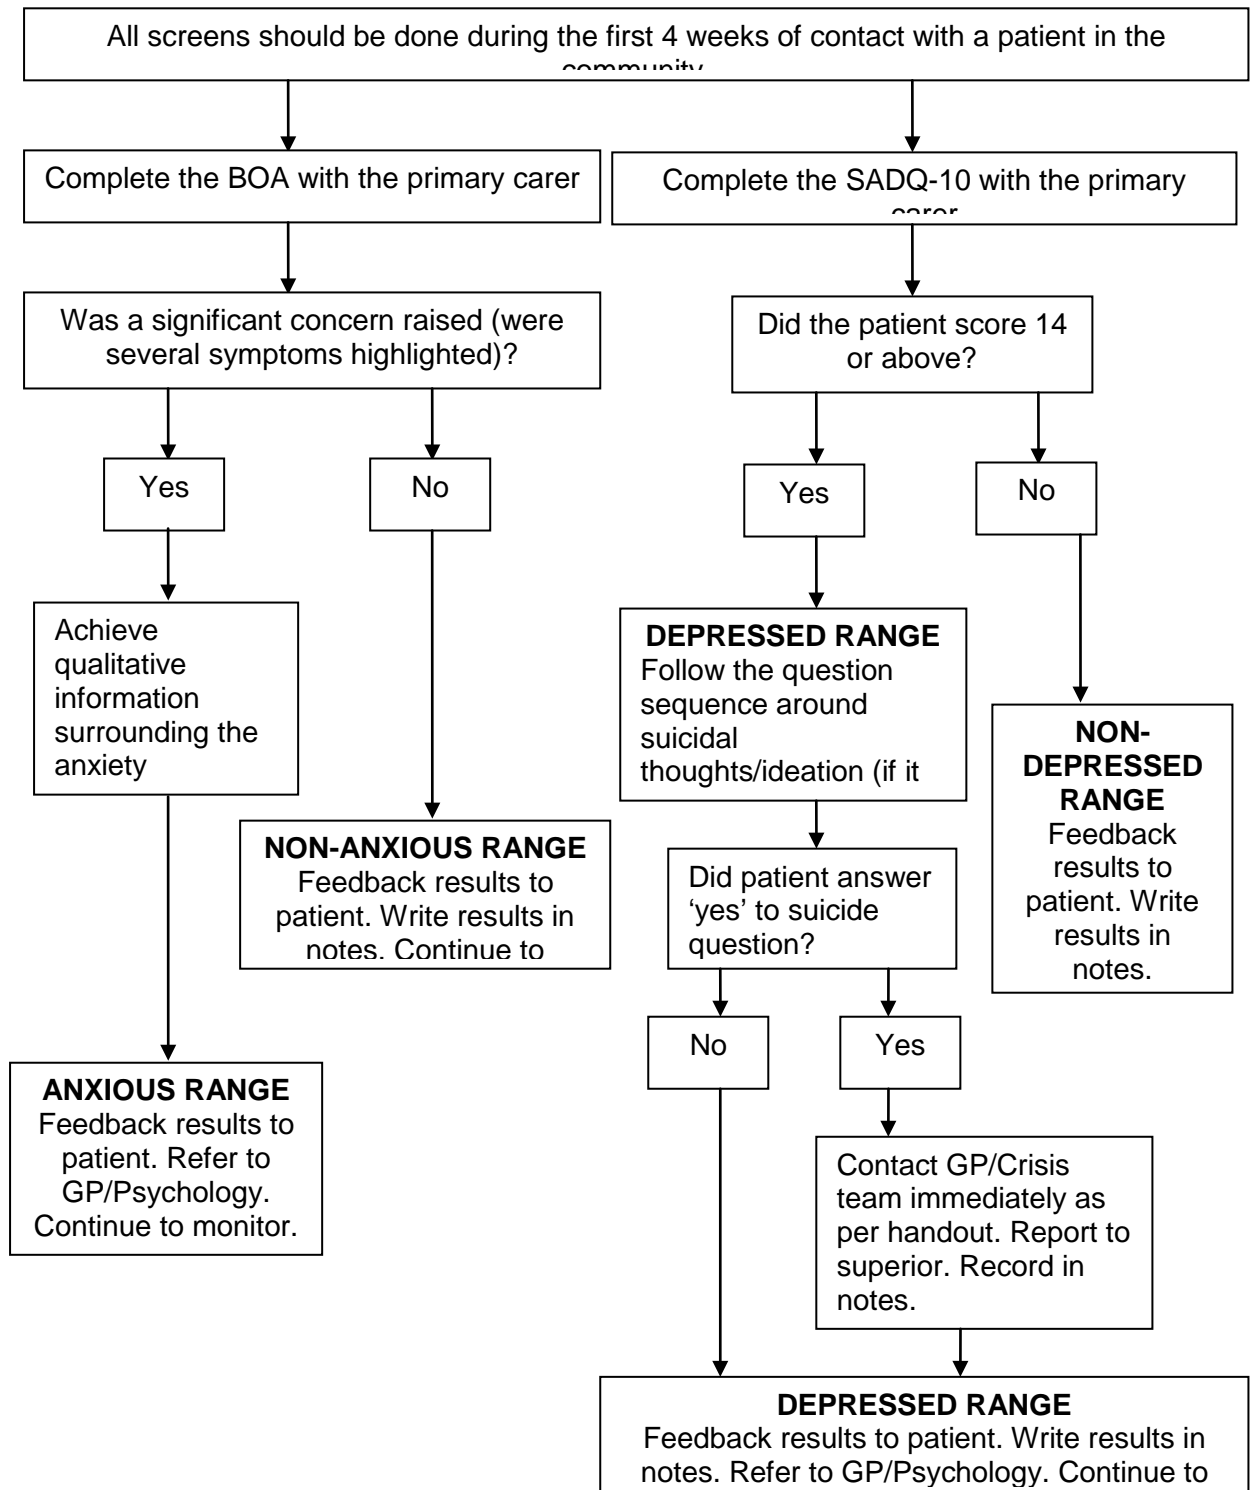 All screens should be done during the first 4 weeks of contact with a patient in the
community
Complete the BOA with the primary carer
Complete the SADQ-10 with the primary
carer
Was a significant concern raised (were
several symptoms highlighted)?
Did the patient score 14
or above?
Yes
No
Yes
No
Achieve
qualitative
information
surrounding the
anxiety
DEPRESSED RANGE
Follow the question
sequence around
suicidal
thoughts/ideation (if it
NON-
DEPRESSED
RANGE
Feedback
results to
patient. Write
results in
notes.
NON-ANXIOUS RANGE
Feedback results to
patient. Write results in
notes. Continue to
Did patient answer
‘yes’ to suicide
question?
No
Yes
ANXIOUS RANGE
Feedback results to
patient. Refer to
GP/Psychology.
Continue to monitor.
Contact GP/Crisis
team immediately as
per handout. Report to
superior. Record in
notes.
DEPRESSED RANGE
Feedback results to patient. Write results in
notes. Refer to GP/Psychology. Continue to